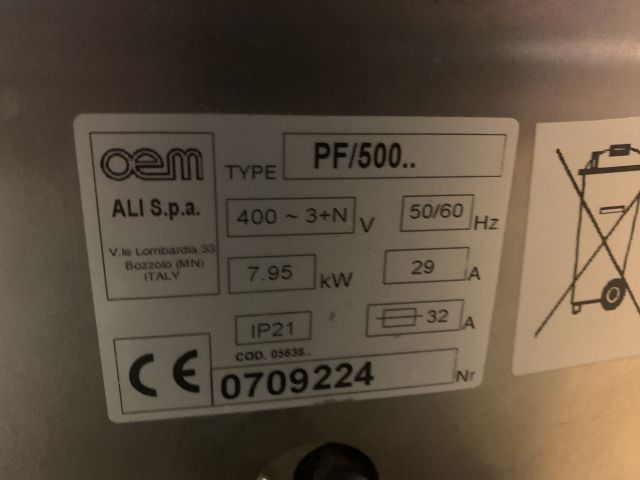 oem
ALI S.p.a.
V.le Lombardia,33
Bozzolo (MN)
ITALY
TYPE PF/500..
400 ~ 3+N V 50/60 Hz
7.95 kW 29 A
IP21 32 A
COD. 05638..
CE 0709224 Nr